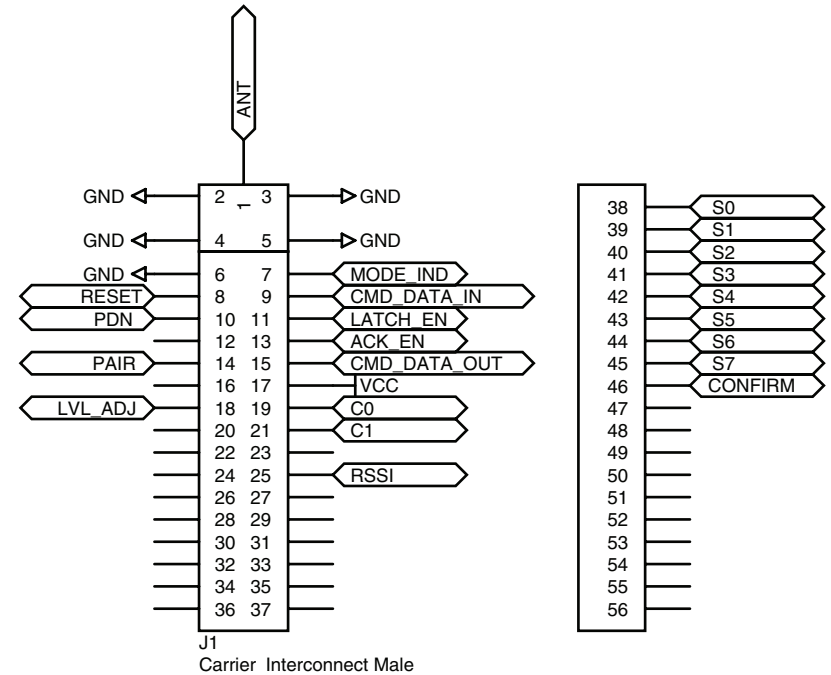 ANT
GND 2 1 3 GND
GND 4 5 GND
GND 6 7 MODE_IND
RESET 8 9 CMD_DATA_IN
PDN 10 11 LATCH_EN
12 13 ACK_EN
PAIR 14 15 CMD_DATA_OUT
16 17 VCC
LVL_ADJ 18 19 C0
20 21 C1
22 23
24 25 RSSI
26 27
28 29
30 31
32 33
34 35
36 37
J1
Carrier Interconnect Male
38 S0
39 S1
40 S2
41 S3
42 S4
43 S5
44 S6
45 S7
46 CONFIRM
47
48
49
50
51
52
53
54
55
56